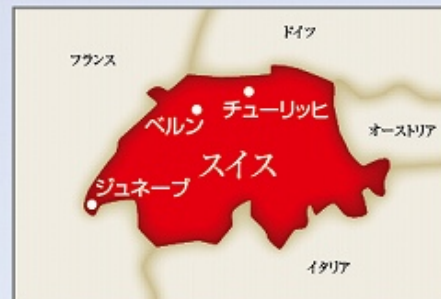 ドイツ
フランス
チューリッヒ
ベルン
オーストリア
スイス
ジュネーブ
イタリア